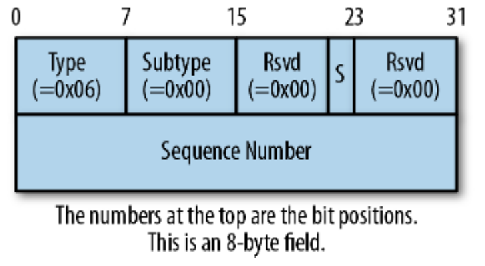 0 7 15 23 31
Type Subtype Rsvd S Rsvd
(=0x06) (=0x00) (=0x00) (=0x00)
Sequence Number
The numbers at the top are the bit positions.
This is an 8-byte field.